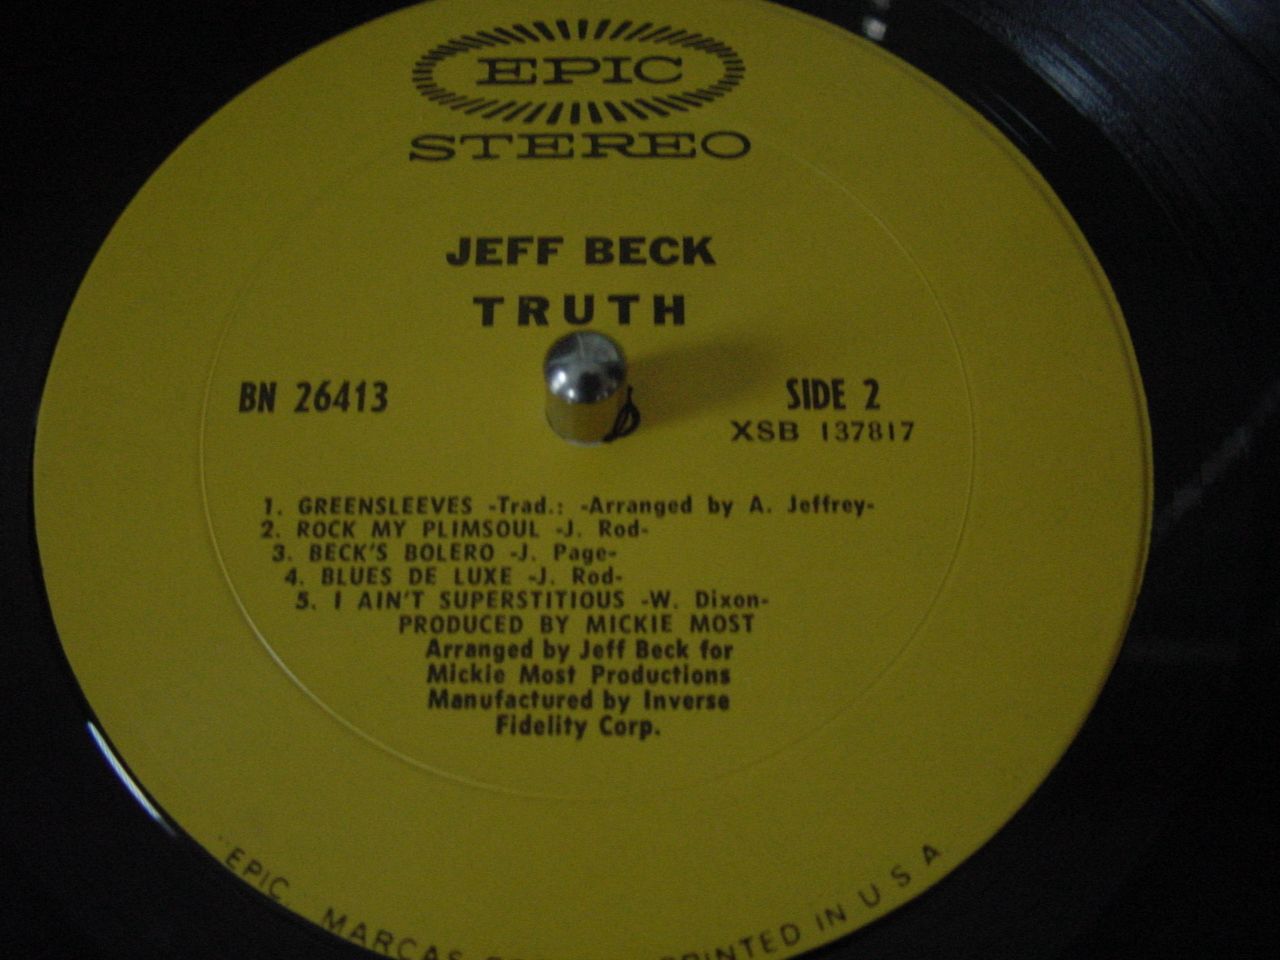 EPIC
STEREO
JEFF BECK
TRUTH
BN 26413
SIDE 2
XSB 137817
1. GREENSLEEVES -Trad.: -Arranged by A. Jeffrey-
2. ROCK MY PLIMSOUL -J. Rod-
3. BECK'S BOLERO -J. Page-
4. BLUES DE LUXE -J. Rod-
5. I AIN'T SUPERSTITIOUS -W. Dixon-
PRODUCED BY MICKIE MOST
Arranged by Jeff Beck for
Mickie Most Productions
Manufactured by Inverse
Fidelity Corp.
"EPIC, MARCAS PRINTED IN U S A